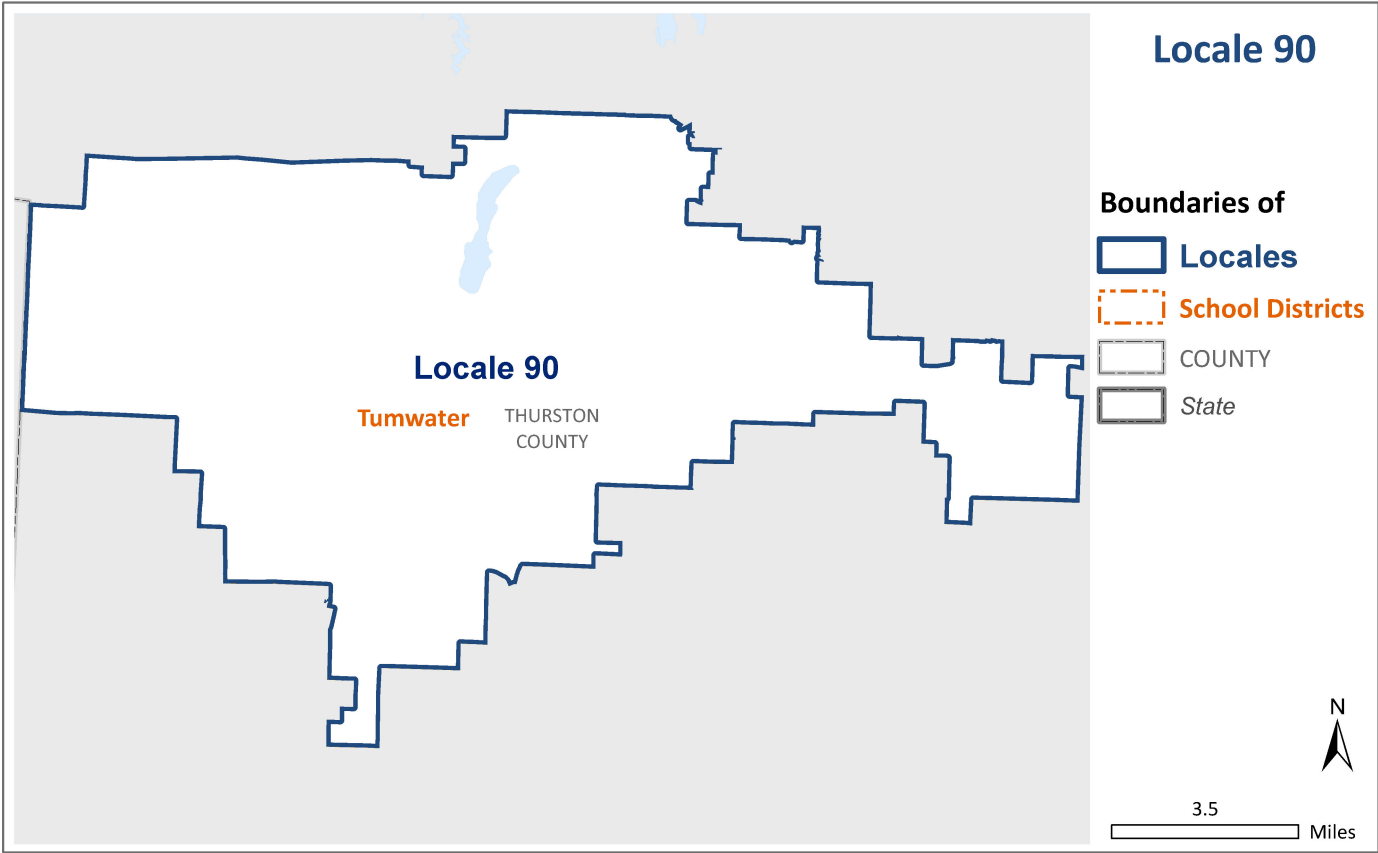 Locale 90
Boundaries of
Locales
School Districts
COUNTY
State
Locale 90
Tumwater
THURSTON
COUNTY
N
3.5
Miles